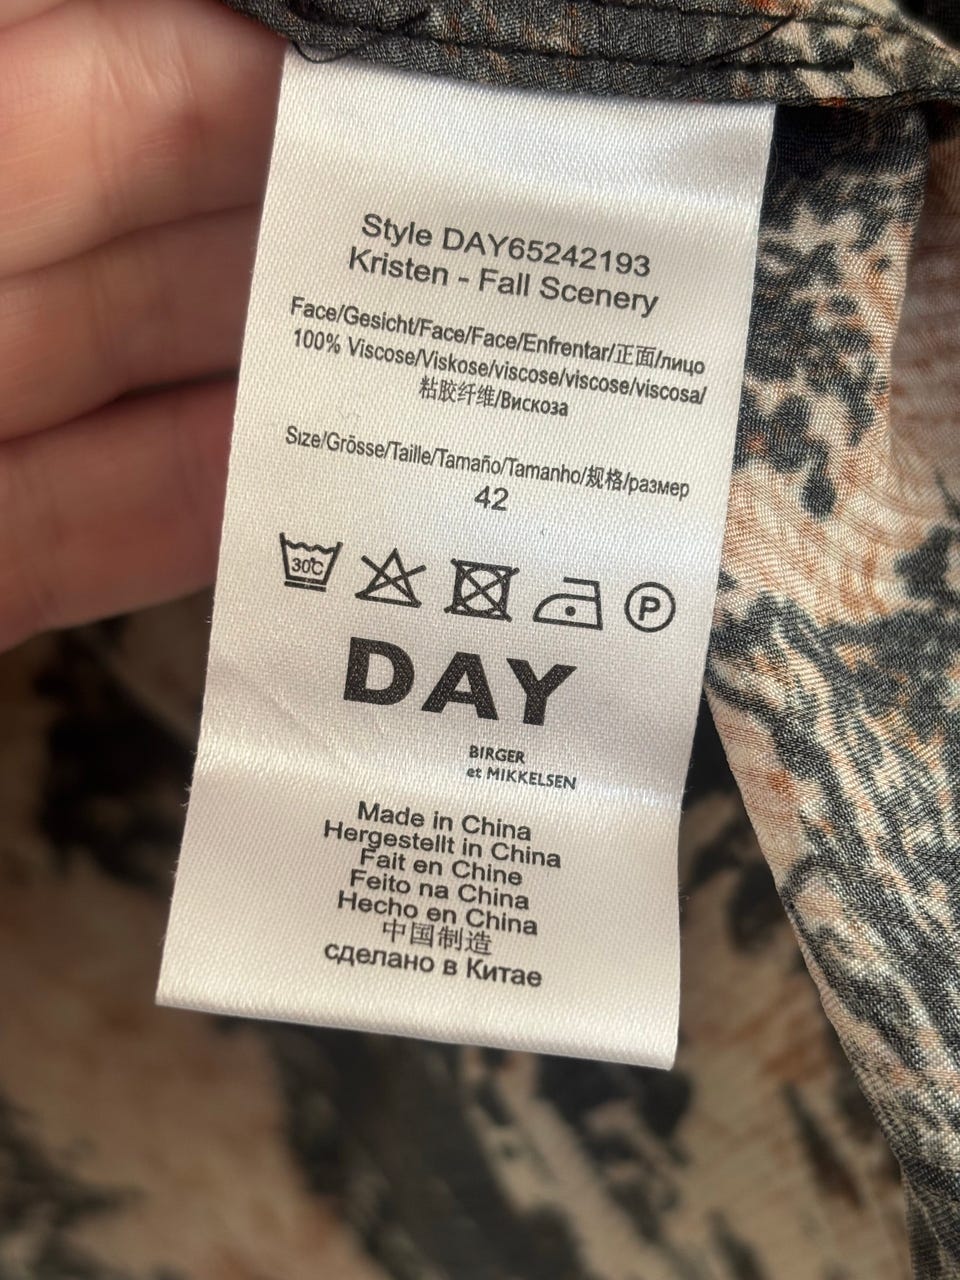 Style DAY65242193
Kristen - Fall Scenery
Face/Gesicht/Face/Face/Enfrentar/正面/лицо
100% Viscose/Viskose/viscose/viscose/viscosa/
粘胶纤维/Вискоза
Size/Grösse/Taille/Tamaño/Tamanho/规格/размер
42
30℃
P
DAY
BIRGER
et MIKKELSEN
Made in China
Hergestellt in China
Fait en Chine
Feito na China
Hecho en China
中国制造
сделано в Китае